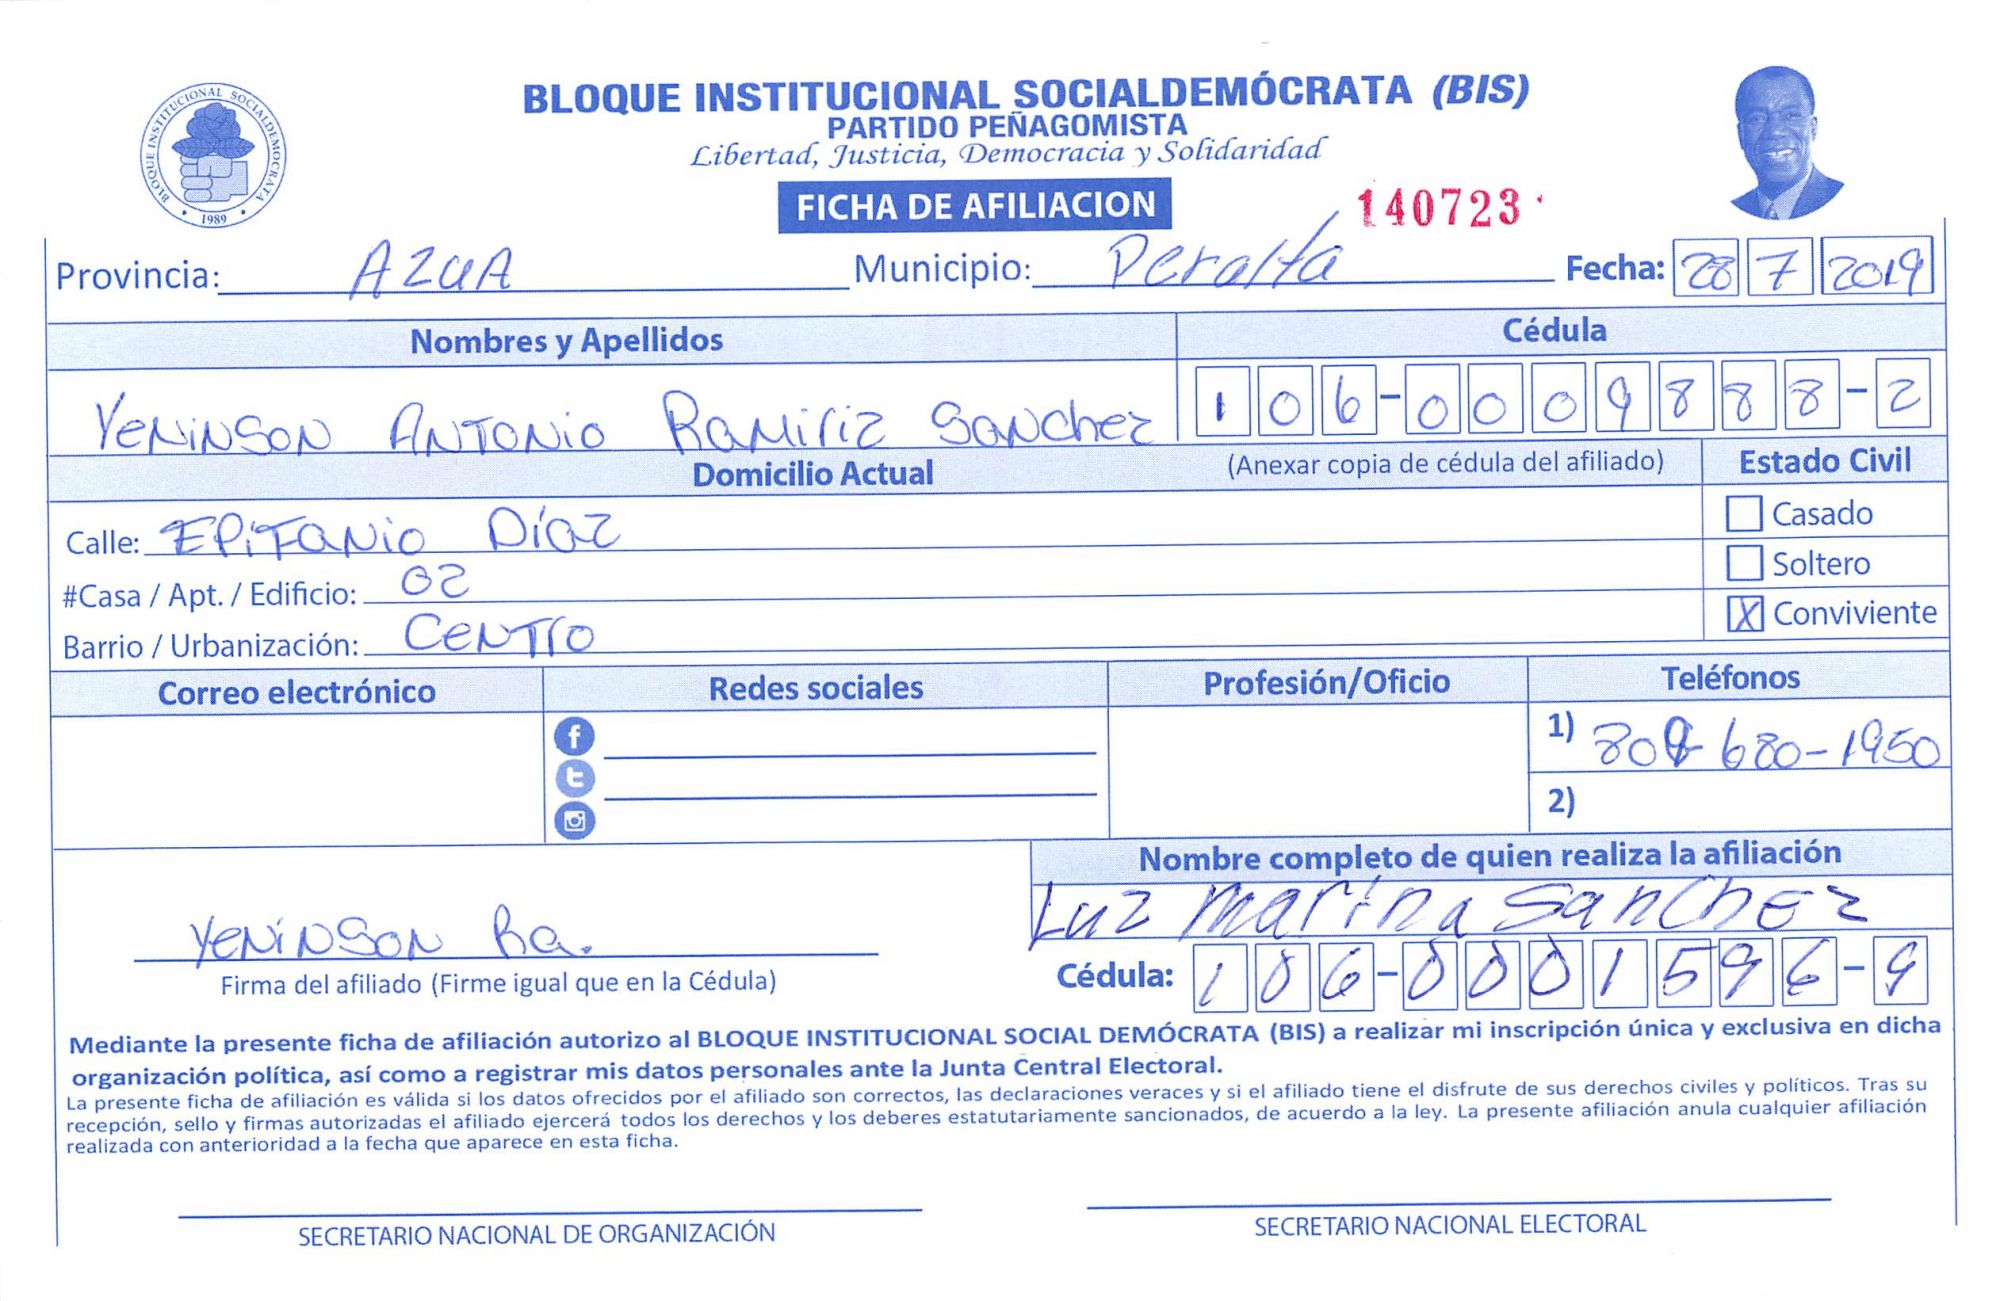 BLOQUE INSTITUCIONAL SOCIALDEMÓCRATA (BIS)
PARTIDO PEÑAGOMISTA
Libertad, Justicia, Democracia y Solidaridad
BLOQUE INSTITUCIONAL SOCIALDEMOCRATA
1989
FICHA DE AFILIACION
140723
Provincia: AZUA Municipio: Peralta Fecha: 28 7 2019
Nombres y Apellidos Cédula
YENINSON ANTONIO RAMIRIZ SANCHEZ 106-0009888-2
Domicilio Actual (Anexar copia de cédula del afiliado) Estado Civil
Calle: EPIFANIO DÍAZ
Casado
#Casa / Apt. / Edificio: 02
Soltero
Barrio / Urbanización: CENTRO
X Conviviente
Correo electrónico Redes sociales Profesión/Oficio Teléfonos
1) 809 680-1950
2)
Nombre completo de quien realiza la afiliación
Luz Marina Sanchez
YENINSON Ra.
Firma del afiliado (Firme igual que en la Cédula)
Cédula: 106-0001596-9
Mediante la presente ficha de afiliación autorizo al BLOQUE INSTITUCIONAL SOCIAL DEMÓCRATA (BIS) a realizar mi inscripción única y exclusiva en dicha
organización política, así como a registrar mis datos personales ante la Junta Central Electoral.
La presente ficha de afiliación es válida si los datos ofrecidos por el afiliado son correctos, las declaraciones veraces y si el afiliado tiene el disfrute de sus derechos civiles y políticos. Tras su
recepción, sello y firmas autorizadas el afiliado ejercerá todos los derechos y los deberes estatutariamente sancionados, de acuerdo a la ley. La presente afiliación anula cualquier afiliación
realizada con anterioridad a la fecha que aparece en esta ficha.
SECRETARIO NACIONAL DE ORGANIZACIÓN
SECRETARIO NACIONAL ELECTORAL